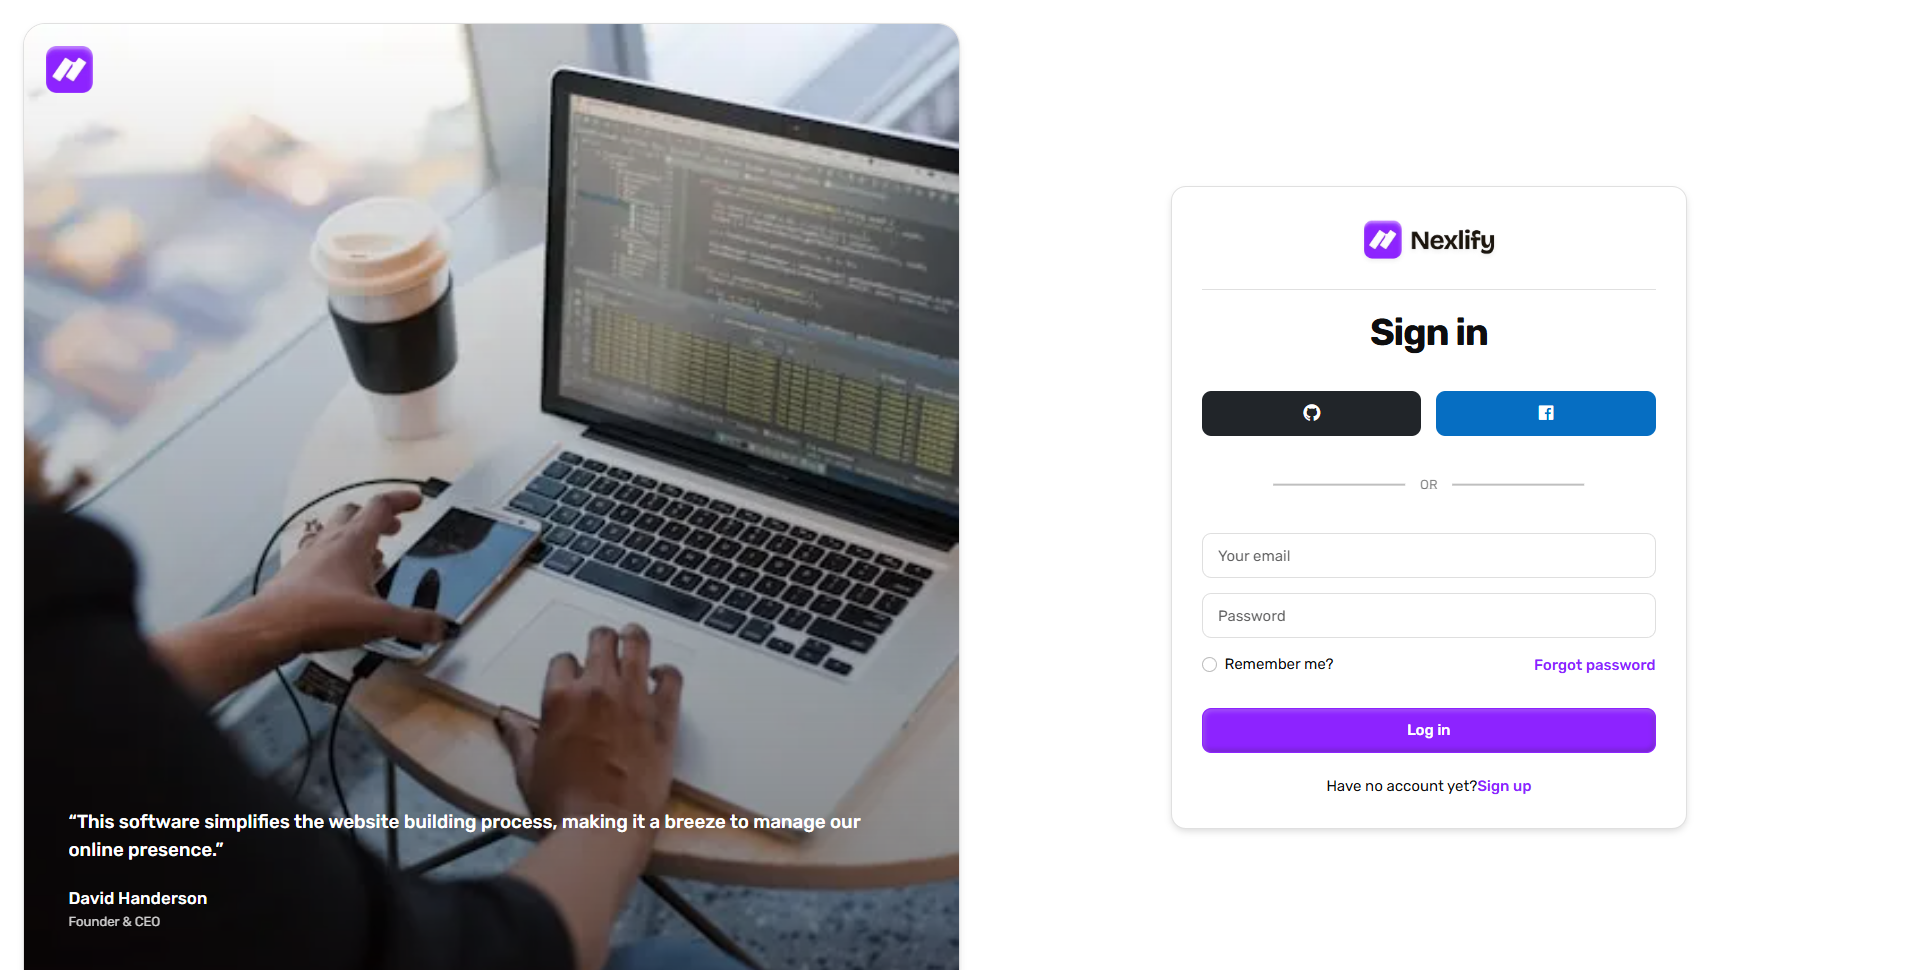 “This software simplifies the website building process, making it a breeze to manage our
online presence.”
David Handerson
Founder & CEO
Nexlify
Sign in
OR
Your email
Password
Remember me?
Forgot password
Log in
Have no account yet?Sign up